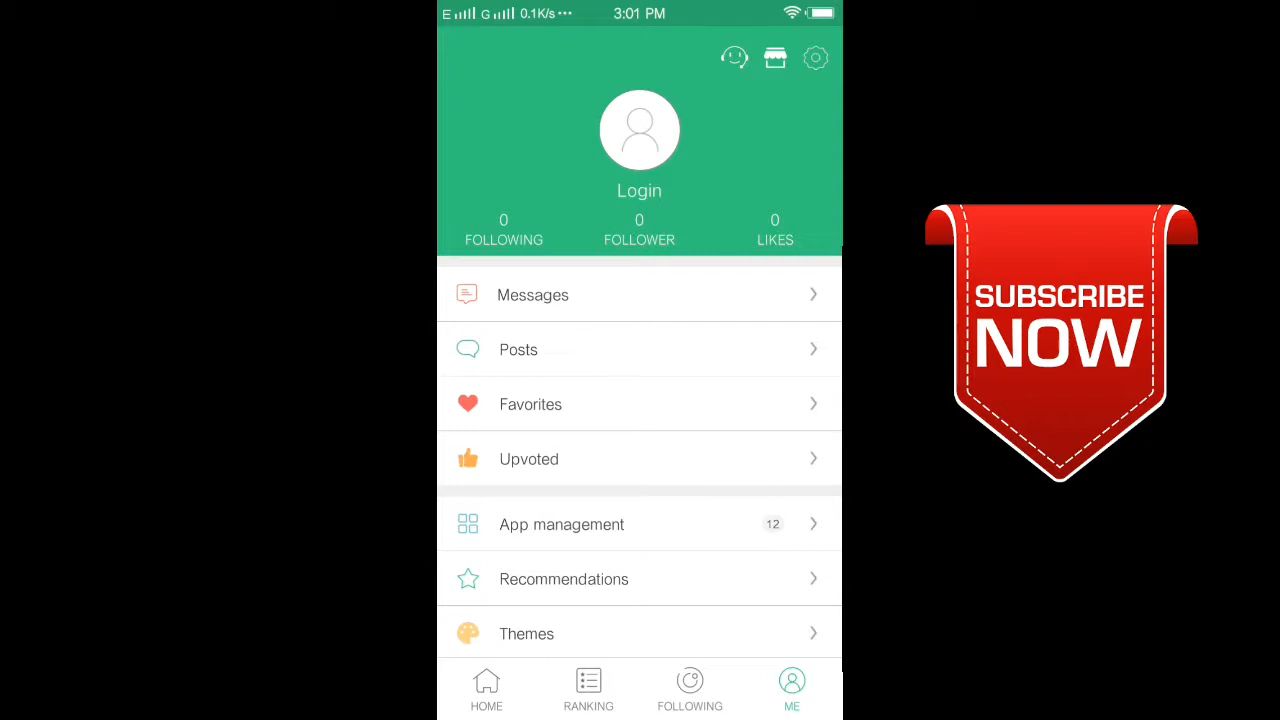 E G 0.1K/s ··· 3:01 PM
Login
0 0 0
FOLLOWING FOLLOWER LIKES
Messages
Posts
Favorites
Upvoted
App management 12
Recommendations
Themes
HOME RANKING FOLLOWING ME
SUBSCRIBE
NOW